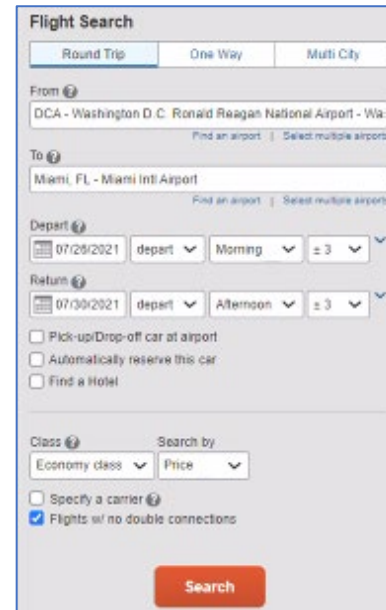 Flight Search
Round Trip One Way Multi City
From ?
DCA - Washington D.C. Ronald Reagan National Airport - Wa
Find an airport | Select multiple airports
To ?
Miami, FL - Miami Intl Airport
Find an airport | Select multiple airports
Depart ?
07/26/2021 depart Morning ± 3
Return ?
07/30/2021 depart Afternoon ± 3
Pick-up/Drop-off car at airport
Automatically reserve this car
Find a Hotel
Class ? Search by
Economy class Price
Specify a carrier ?
Flights w/ no double connections
Search